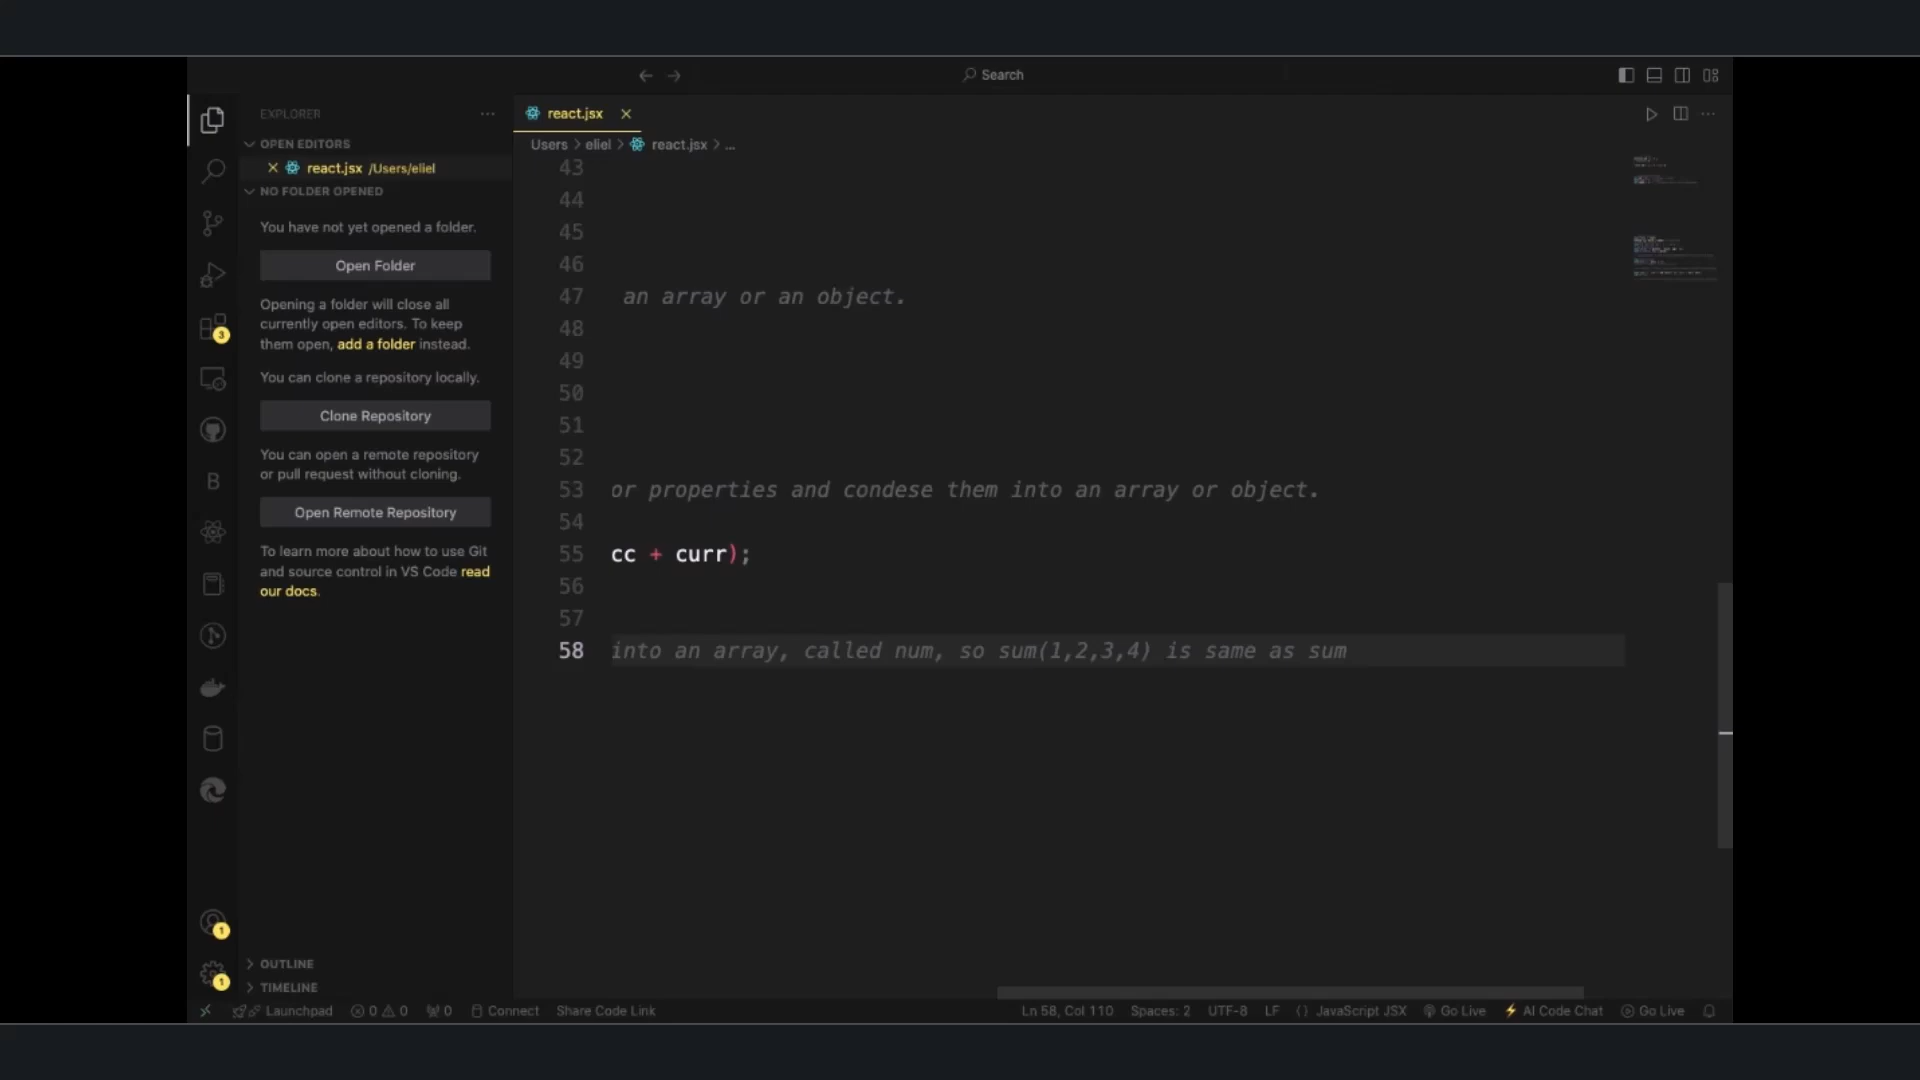 Search
EXPLORER
OPEN EDITORS
react.jsx /Users/eliel
NO FOLDER OPENED
You have not yet opened a folder.
Open Folder
Opening a folder will close all
currently open editors. To keep
them open, add a folder instead.
You can clone a repository locally.
Clone Repository
You can open a remote repository
or pull request without cloning.
Open Remote Repository
To learn more about how to use Git
and source control in VS Code read
our docs.
OUTLINE
TIMELINE
3
B
1
1
react.jsx
Users > eliel > react.jsx > ...
43
44
45
46
47 an array or an object.
48
49
50
51
52
53 or properties and condese them into an array or object.
54
55 cc + curr);
56
57
58 into an array, called num, so sum(1,2,3,4) is same as sum
Launchpad 0 0 0 Connect Share Code Link Ln 58, Col 110 Spaces: 2 UTF-8 LF {} JavaScript JSX Go Live AI Code Chat Go Live